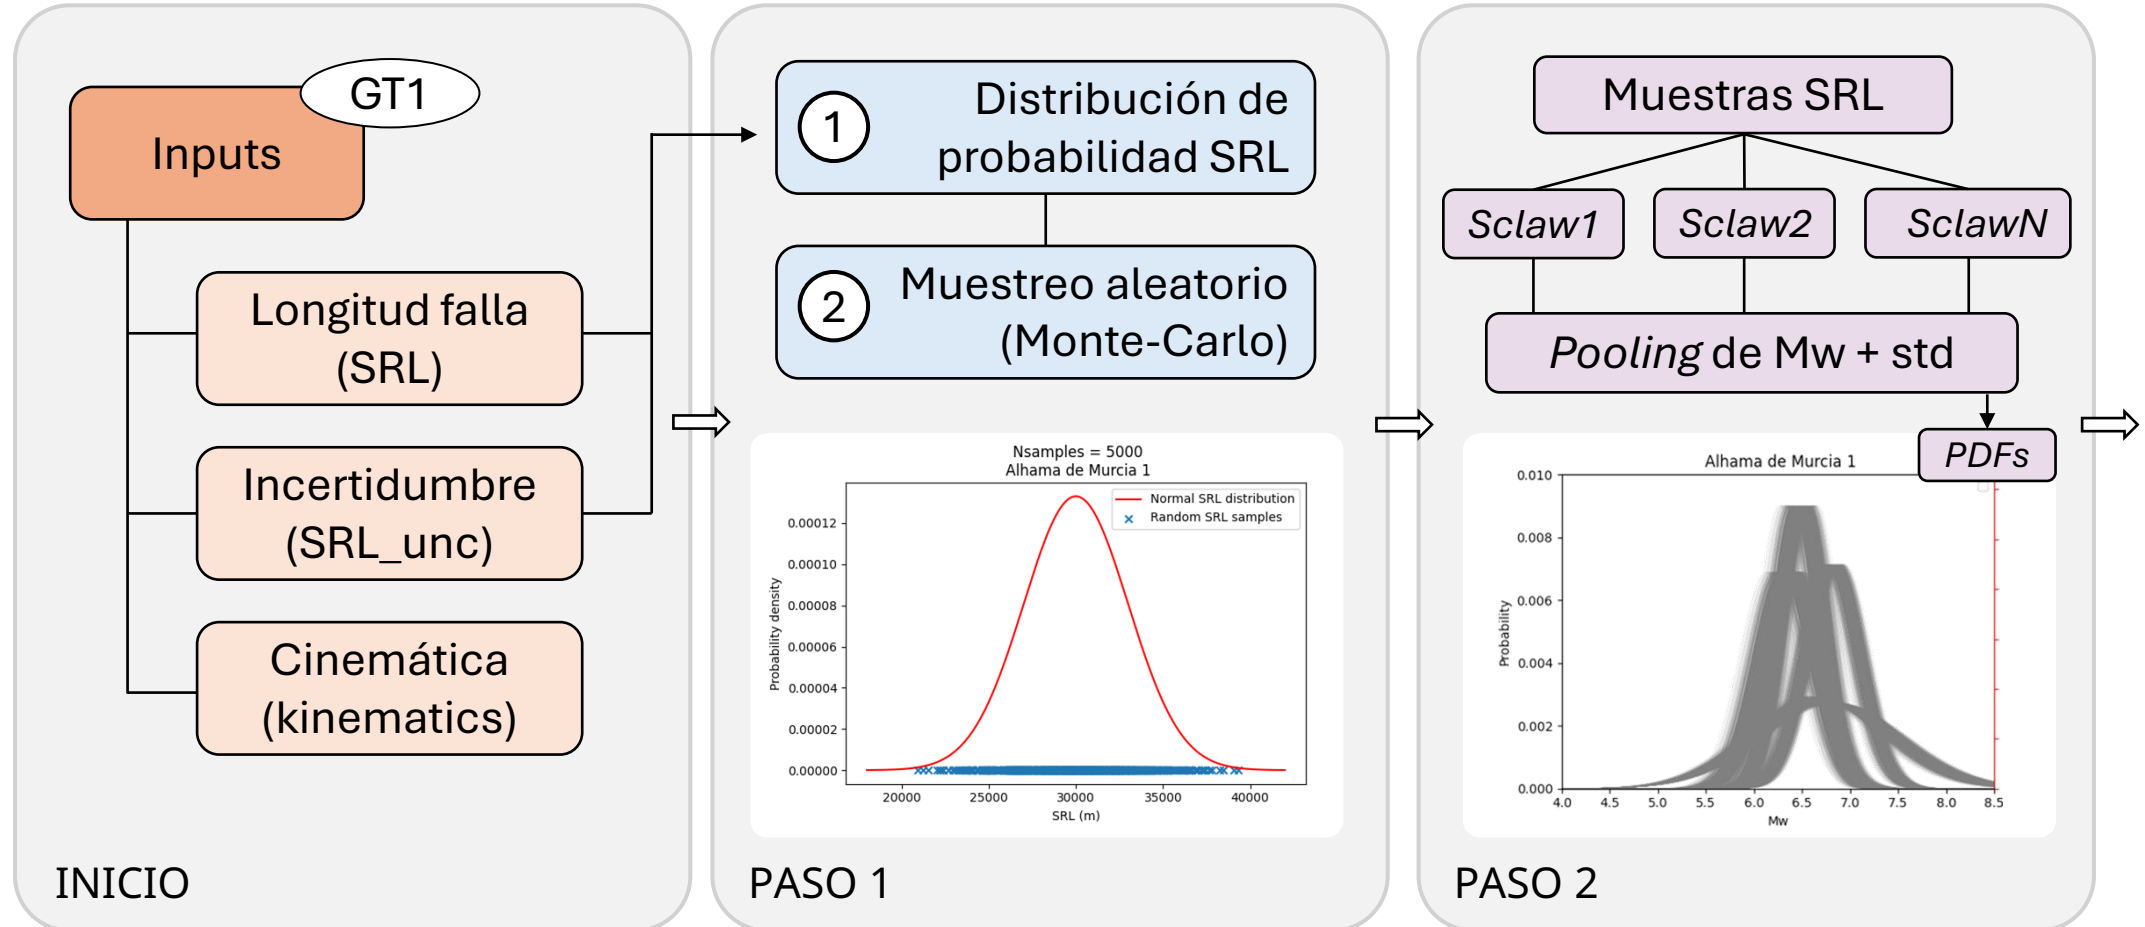 GT1
Inputs
Longitud falla
(SRL)
Incertidumbre
(SRL_unc)
Cinemática
(kinematics)
INICIO
1
Distribución de
probabilidad SRL
2
Muestreo aleatorio
(Monte-Carlo)
Nsamples = 5000
Alhama de Murcia 1
Normal SRL distribution
Random SRL samples
Probability density
0.00012
0.00010
0.00008
0.00006
0.00004
0.00002
0.00000
20000 25000 30000 35000 40000
SRL (m)
PASO 1
Muestras SRL
Sclaw1 Sclaw2 SclawN
Pooling de Mw + std
PDFs
Alhama de Murcia 1
Probability
0.010
0.008
0.006
0.004
0.002
0.000
4.0 4.5 5.0 5.5 6.0 6.5 7.0 7.5 8.0 8.5
Mw
PASO 2